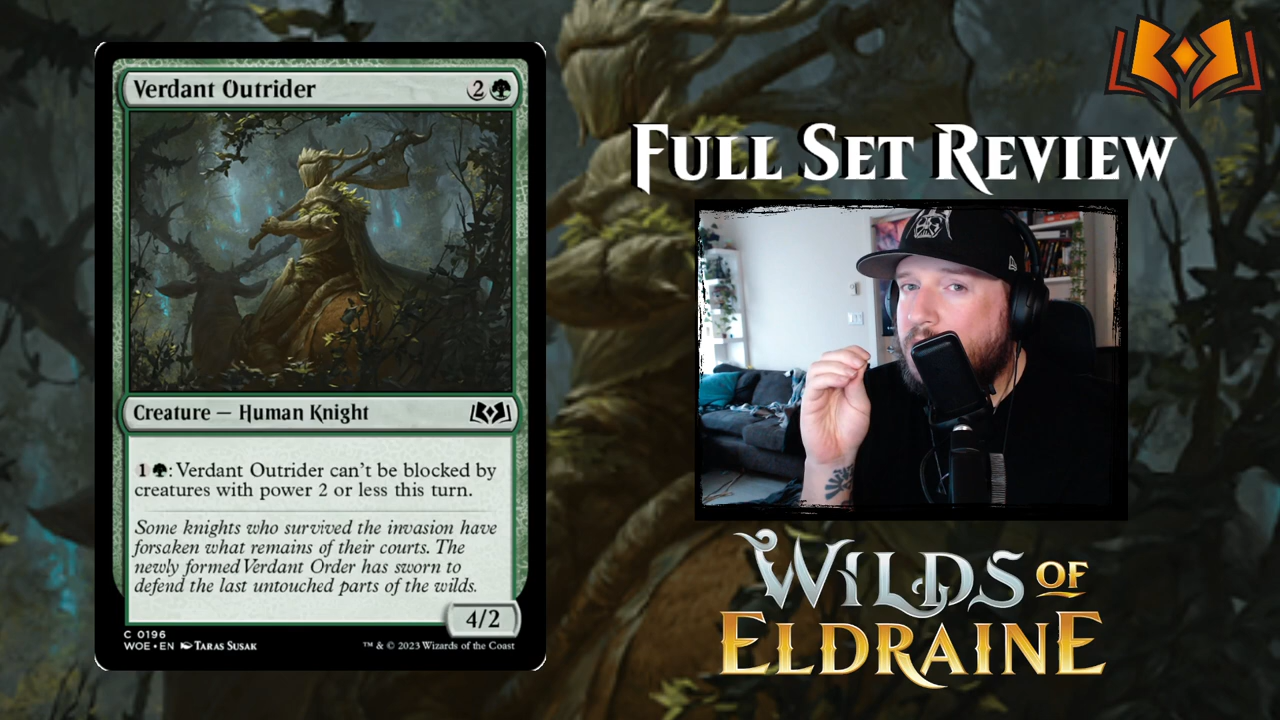 Verdant Outrider 2
Creature — Human Knight
1 : Verdant Outrider can't be blocked by
creatures with power 2 or less this turn.
Some knights who survived the invasion have
forsaken what remains of their courts. The
newly formed Verdant Order has sworn to
defend the last untouched parts of the wilds.
4/2
C 0196
WOE • EN TARAS SUSAK
™ & © 2023 Wizards of the Coast
FULL SET REVIEW
WILDS OF
ELDRAINE